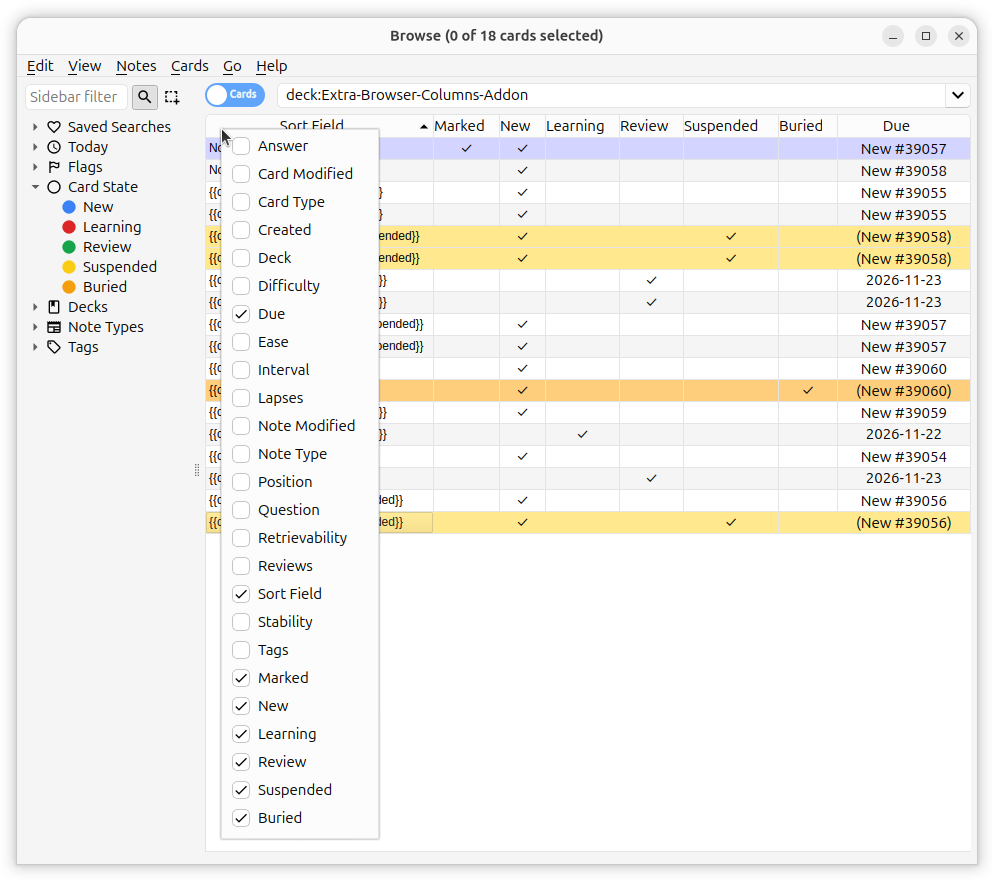 Browse (0 of 18 cards selected)
Edit View Notes Cards Go Help
Sidebar filter Cards deck:Extra-Browser-Columns-Addon
Saved Searches
Today
Flags
Card State
New
Learning
Review
Suspended
Buried
Decks
Note Types
Tags
Sort Field Marked New Learning Review Suspended Buried Due
New #39057
New #39058
New #39055
New #39055
ended}} (New #39058)
ended}} (New #39058)
}} 2026-11-23
}} 2026-11-23
pended}} New #39057
pended}} New #39057
New #39060
(New #39060)
}} New #39059
}} 2026-11-22
New #39054
2026-11-23
ded}} New #39056
ded}} (New #39056)
Answer
Card Modified
Card Type
Created
Deck
Difficulty
Due
Ease
Interval
Lapses
Note Modified
Note Type
Position
Question
Retrievability
Reviews
Sort Field
Stability
Tags
Marked
New
Learning
Review
Suspended
Buried